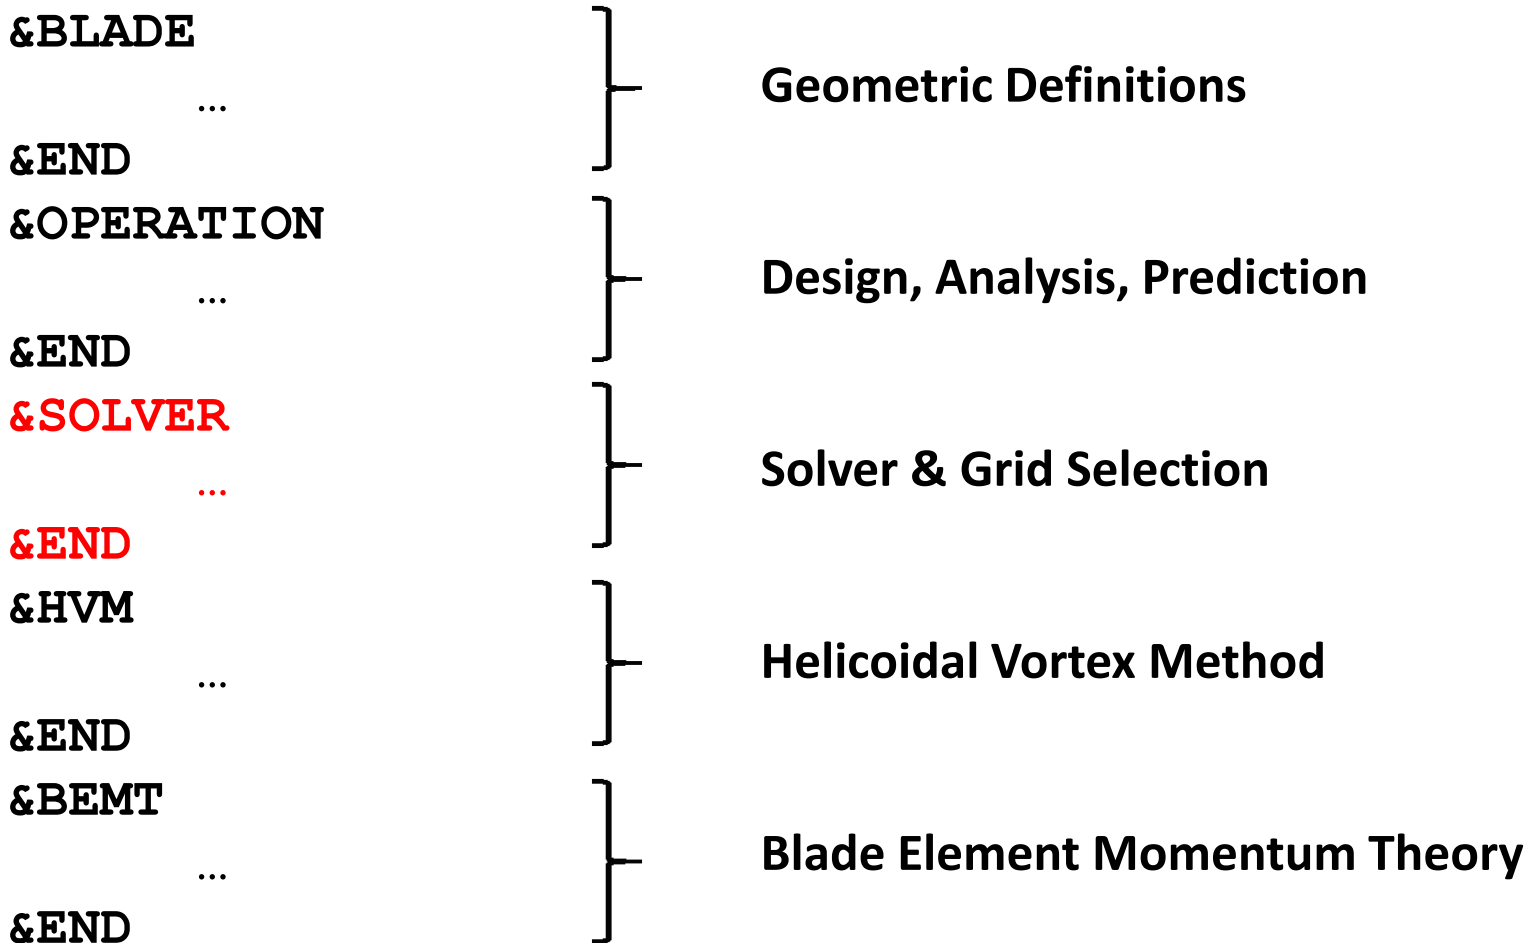 &BLADE
...
Geometric Definitions
&END
&OPERATION
...
Design, Analysis, Prediction
&END
&SOLVER
...
Solver & Grid Selection
&END
&HVM
...
Helicoidal Vortex Method
&END
&BEMT
...
Blade Element Momentum Theory
&END